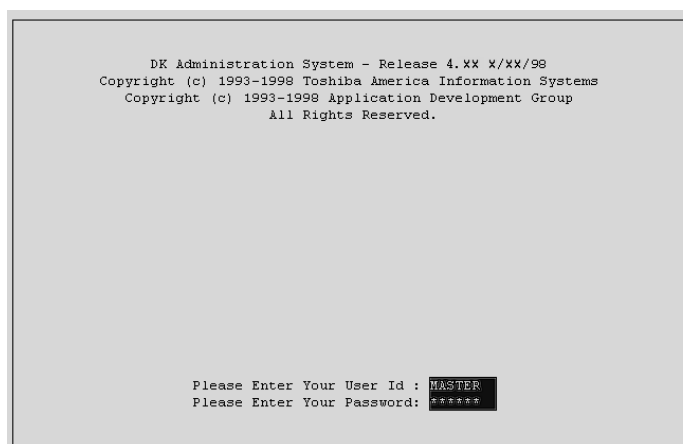 DK Administration System - Release 4.XX X/XX/98
Copyright (c) 1993-1998 Toshiba America Information Systems
Copyright (c) 1993-1998 Application Development Group
All Rights Reserved.
Please Enter Your User Id : MASTER
Please Enter Your Password: ******